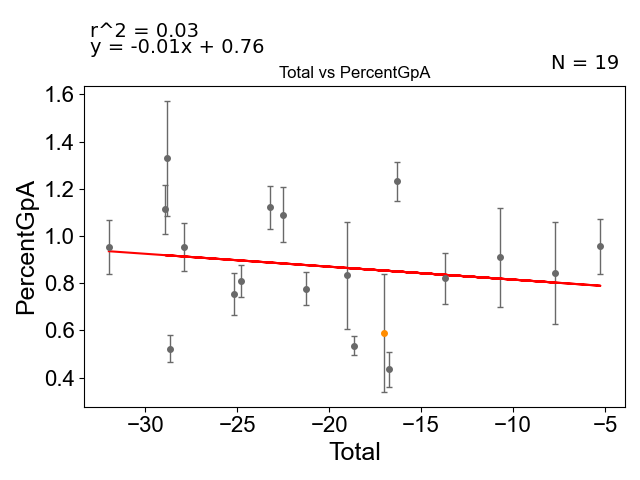 r^2 = 0.03
y = -0.01x + 0.76
N = 19
Total vs PercentGpA
1.6
1.4
1.2
1.0
0.8
0.6
0.4
PercentGpA
−30
−25
−20
−15
−10
−5
Total